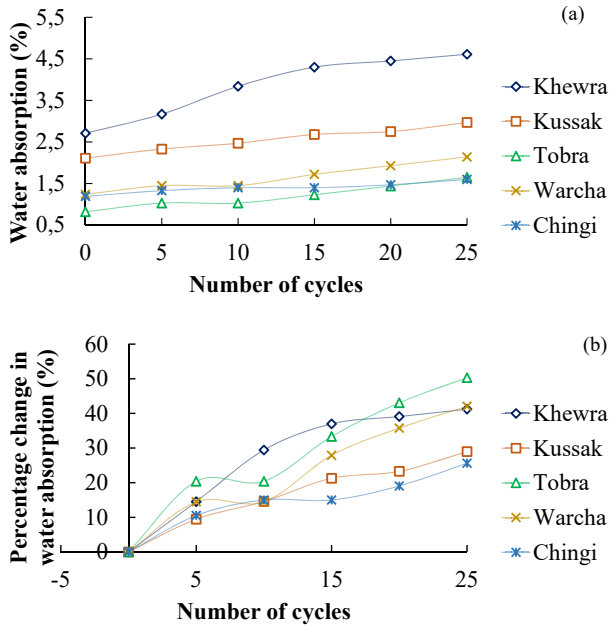 (a)
Water absorption (%)
5,5
4,5
3,5
2,5
1,5
0,5
0 5 10 15 20 25
Number of cycles
Khewra
Kussak
Tobra
Warcha
Chingi
(b)
Percentage change in
water absorption (%)
60
50
40
30
20
10
0
-5 5 15 25
Number of cycles
Khewra
Kussak
Tobra
Warcha
Chingi